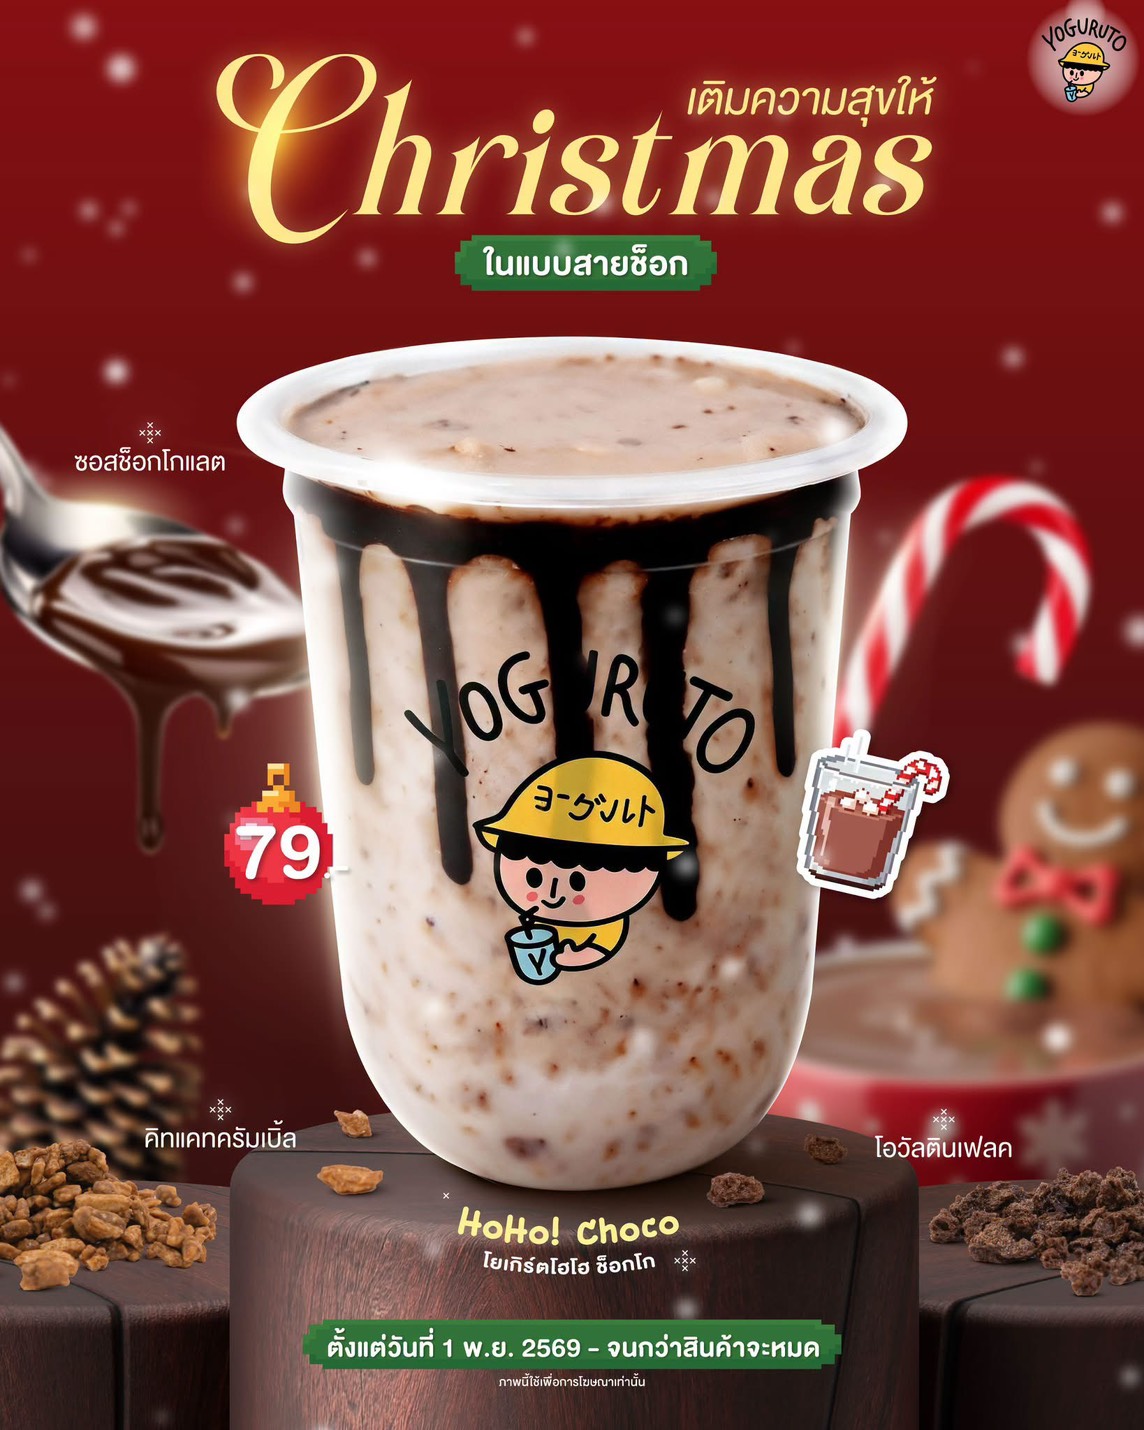 YOGURUTO
ヨーグルト
เติมความสุขให้
Christmas
ในแบบสายช็อก
ซอสช็อกโกแลต
YOGURUTO
ヨーグルト
Y
79.-
คิทแคทครัมเบิ้ล
โอวัลตินเฟลค
HoHo! Choco
โยเกิร์ตโฮโฮ ช็อกโก
ตั้งแต่วันที่ 1 พ.ย. 2569 - จนกว่าสินค้าจะหมด
ภาพนี้ใช้เพื่อการโฆษณาเท่านั้น